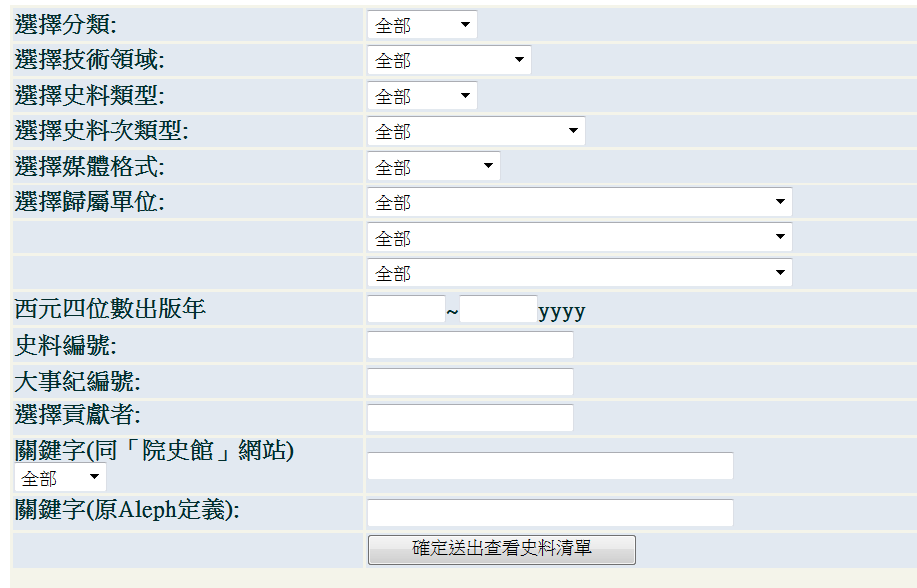 選擇分類: 全部
選擇技術領域: 全部
選擇史料類型: 全部
選擇史料次類型: 全部
選擇媒體格式: 全部
選擇歸屬單位: 全部
全部
全部
西元四位數出版年 ~ yyyy
史料編號:
大事紀編號:
選擇貢獻者:
關鍵字(同「院史館」網站)
全部
關鍵字(原Aleph定義):
確定送出查看史料清單